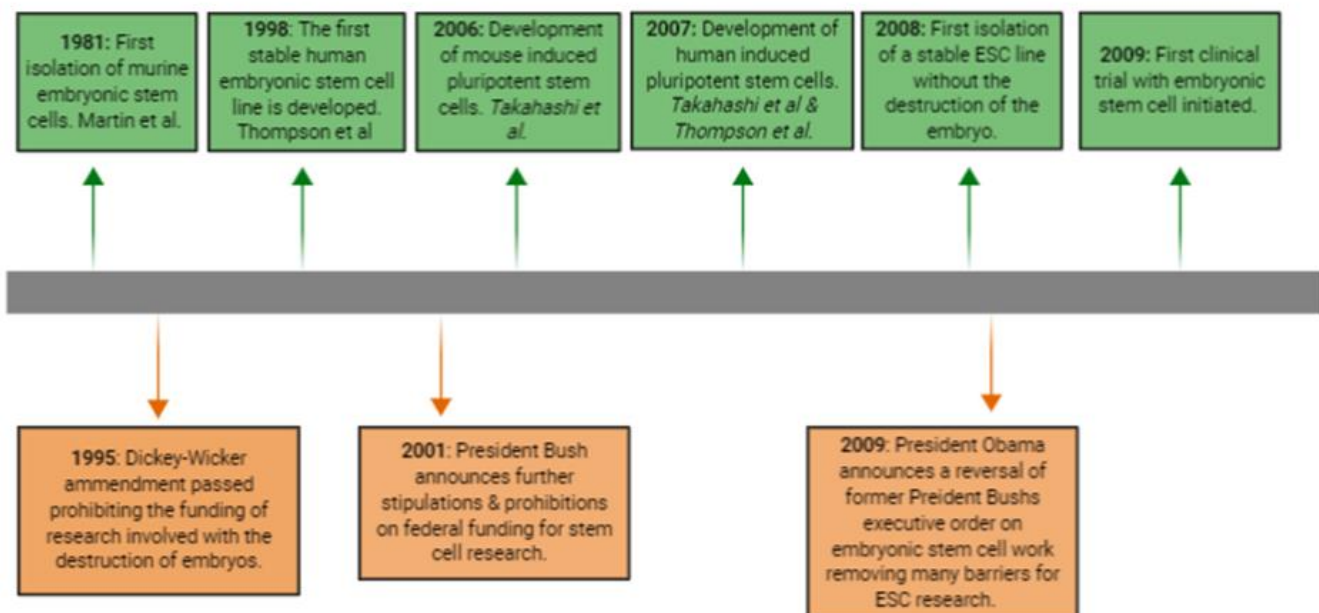 1981: First
isolation of murine
embryonic stem
cells. Martin et al.
1998: The first
stable human
embryonic stem cell
line is developed.
Thompson et al
2006: Development
of mouse induced
pluripotent stem
cells. Takahashi et
al.
2007: Development of
human induced
pluripotent stem cells.
Takahashi et al &
Thompson et al.
2008: First isolation
of a stable ESC line
without the
destruction of the
embryo.
2009: First clinical
trial with embryonic
stem cell initiated.
1995: Dickey-Wicker
ammendment passed
prohibiting the funding of
research involved with the
destruction of embryos.
2001: President Bush
announces further
stipulations & prohibitions
on federal funding for stem
cell research.
2009: President Obama
announces a reversal of
former Preident Bushs
executive order on
embryonic stem cell work
removing many barriers for
ESC research.